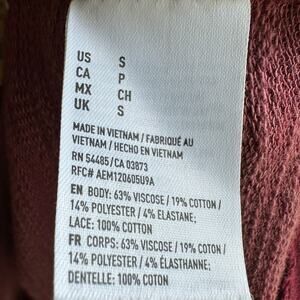 US S
CA P
MX CH
UK S
MADE IN VIETNAM / FABRIQUÉ AU
VIETNAM / HECHO EN VIETNAM
RN 54485 / CA 03873
RFC# AEM120605U9A
EN BODY: 63% VISCOSE / 19% COTTON /
14% POLYESTER / 4% ELASTANE;
LACE: 100% COTTON
FR CORPS: 63% VISCOSE / 19% COTON /
14% POLYESTER / 4% ÉLASTHANNE;
DENTELLE: 100% COTON